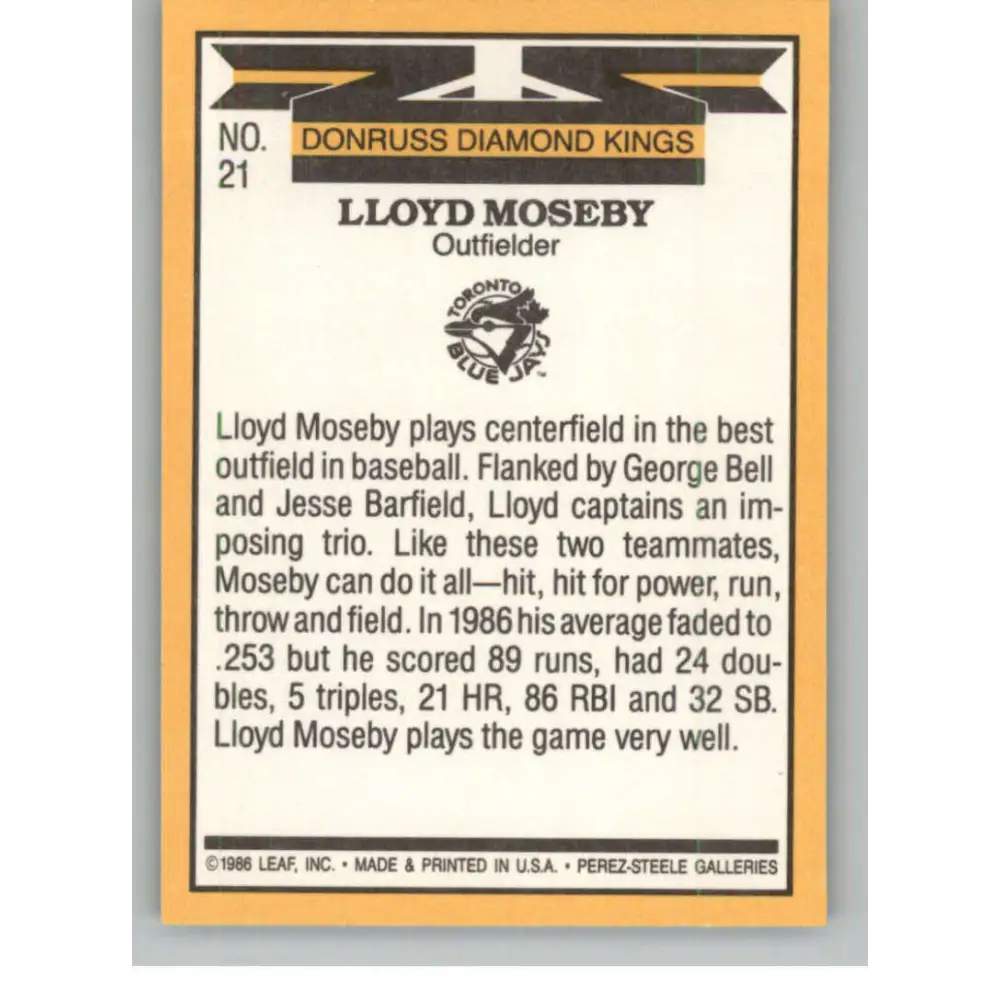 NO.
21
DONRUSS DIAMOND KINGS
LLOYD MOSEBY
Outfielder
TORONTO
BLUE JAYS
TM
Lloyd Moseby plays centerfield in the best
outfield in baseball. Flanked by George Bell
and Jesse Barfield, Lloyd captains an im-
posing trio. Like these two teammates,
Moseby can do it all—hit, hit for power, run,
throw and field. In 1986 his average faded to
.253 but he scored 89 runs, had 24 dou-
bles, 5 triples, 21 HR, 86 RBI and 32 SB.
Lloyd Moseby plays the game very well.
©1986 LEAF, INC. • MADE & PRINTED IN U.S.A. • PEREZ-STEELE GALLERIES